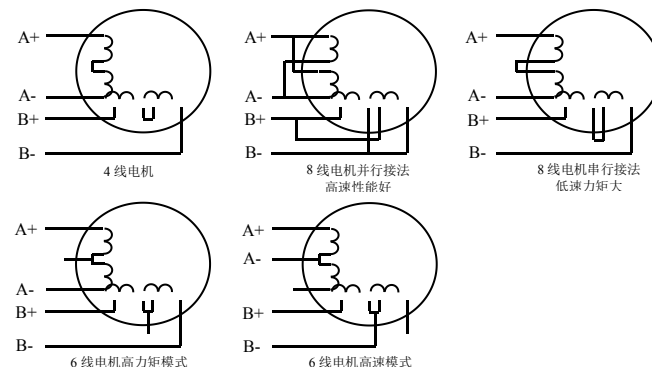 A+
A-
B+
B-
4 线电机
A+
A-
B+
B-
8 线电机并行接法
高速性能好
A+
A-
B+
B-
8 线电机串行接法
低速力矩大
A+
A-
B+
B-
6 线电机高力矩模式
A+
A-
B+
B-
6 线电机高速模式